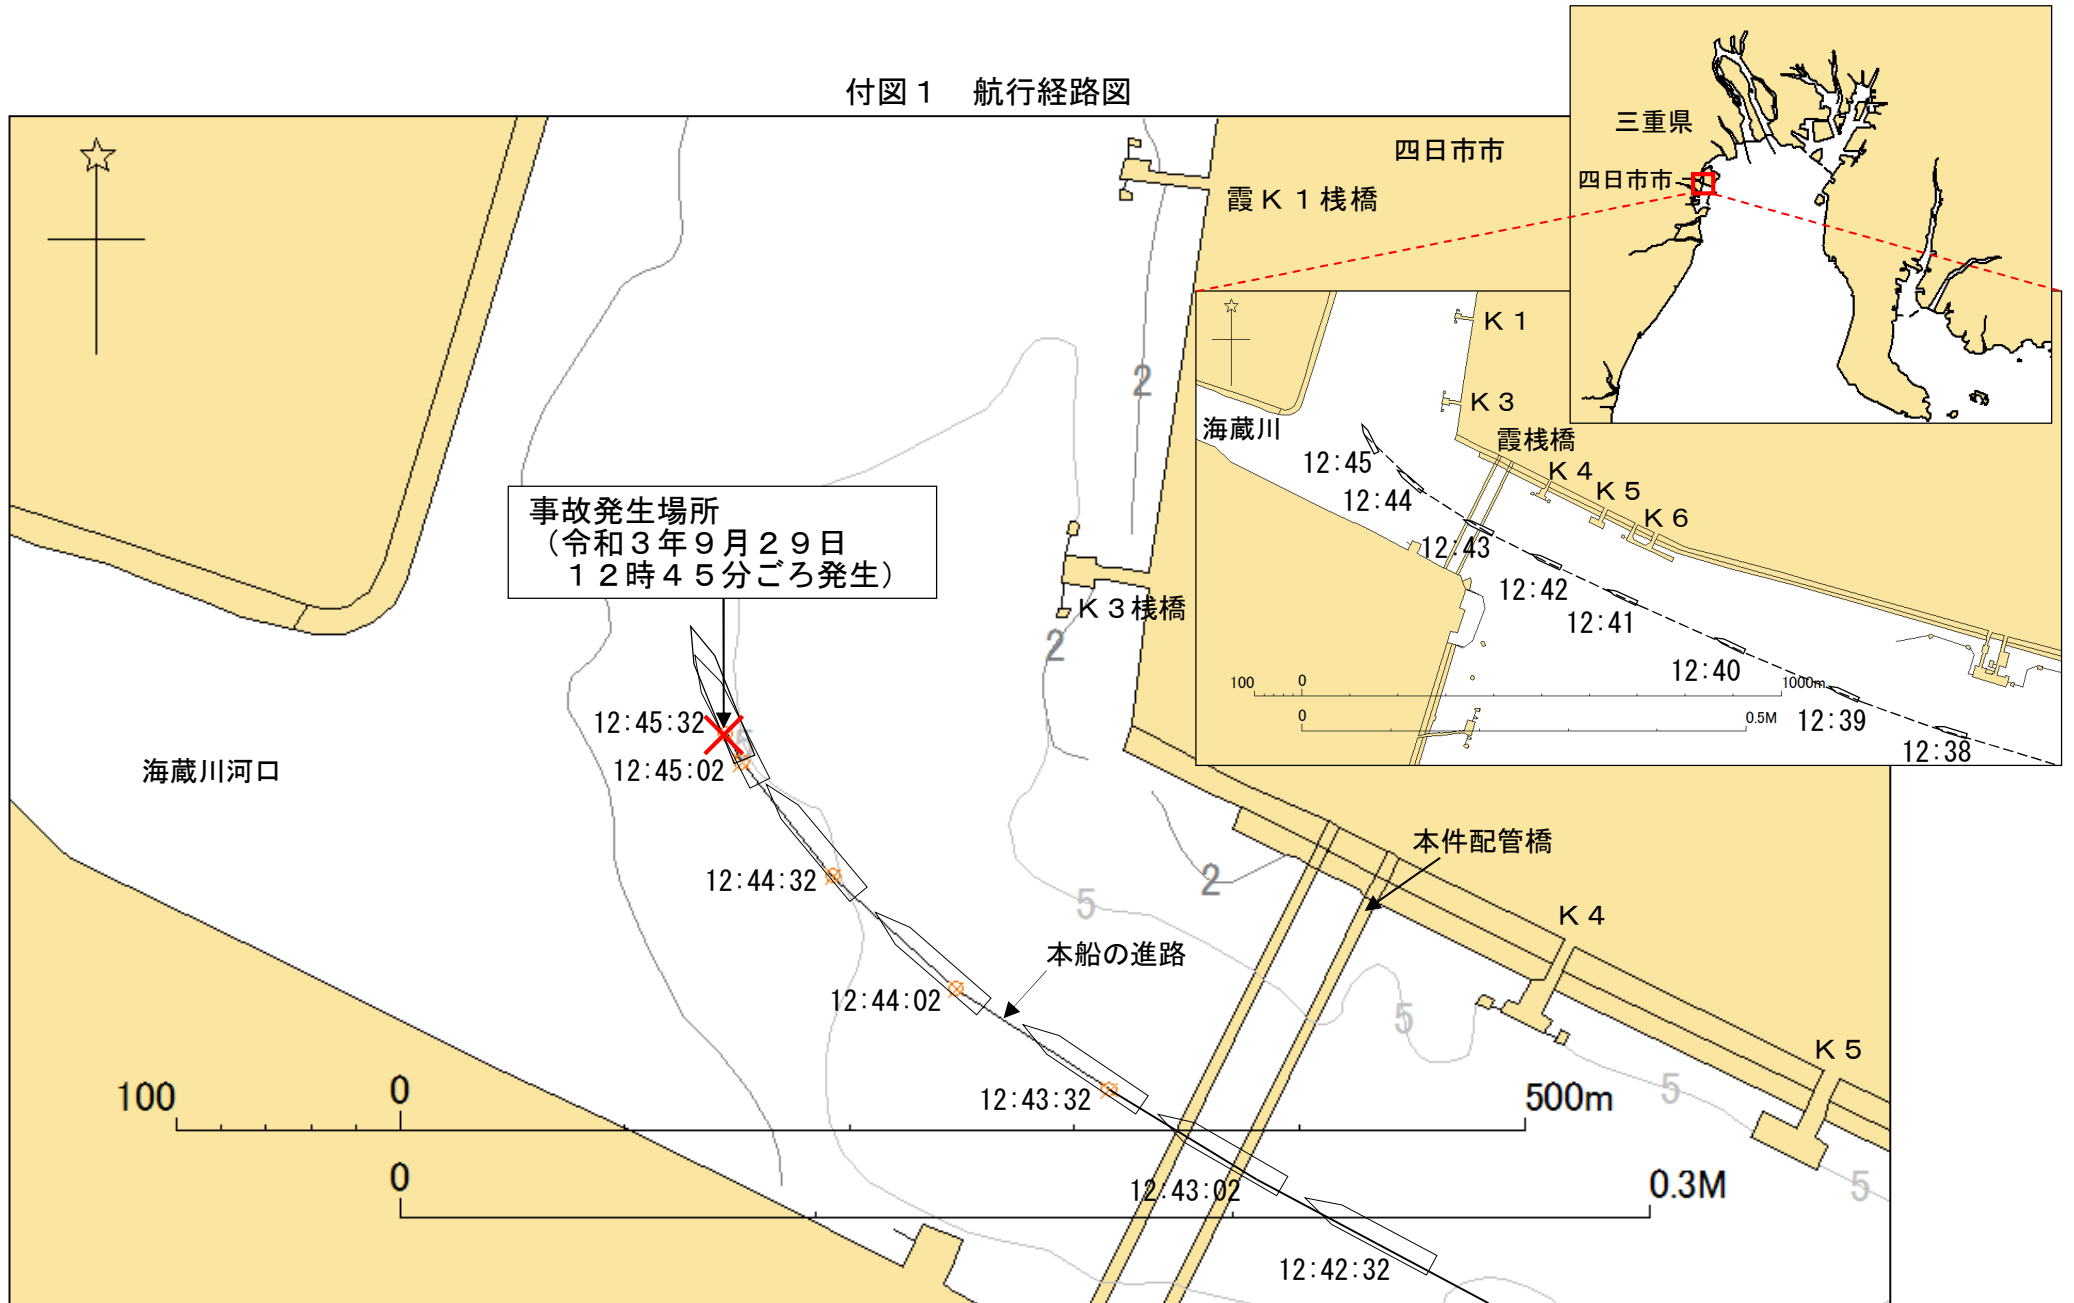 付図１　航行経路図
三重県
四日市市
四日市市
霞Ｋ１桟橋
2
Ｋ１
Ｋ３
海蔵川
霞桟橋
12:45
Ｋ４
12:44
Ｋ５
Ｋ６
12:43
12:42
12:41
12:40
100
0
1000m
12:39
0
0.5M
12:38
事故発生場所
（令和３年９月２９日
１２時４５分ごろ発生）
Ｋ３桟橋
2
12:45:32
5
12:45:02
海蔵川河口
本件配管橋
12:44:32
2
5
Ｋ４
本船の進路
12:44:02
5
Ｋ５
12:43:32
5
100
0
500m
12:43:02
0
0.3M
5
12:42:32